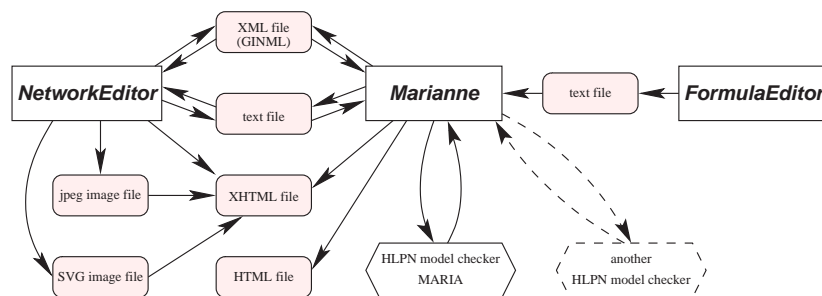 XML file
(GINML)
NetworkEditor
Marianne
text file
FormulaEditor
text file
jpeg image file
XHTML file
SVG image file
HTML file
HLPN model checker
MARIA
another
HLPN model checker